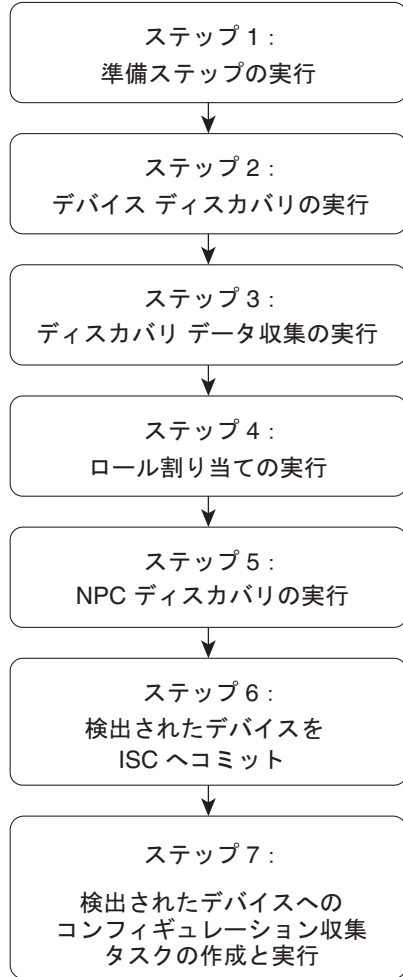 ステップ 1 :
準備ステップの実行
ステップ 2 :
デバイス ディスカバリの実行
ステップ 3 :
ディスカバリ データ収集の実行
ステップ 4 :
ロール割り当ての実行
ステップ 5 :
NPC ディスカバリの実行
ステップ 6 :
検出されたデバイスを
ISC へコミット
ステップ 7 :
検出されたデバイスへの
コンフィギュレーション収集
タスクの作成と実行